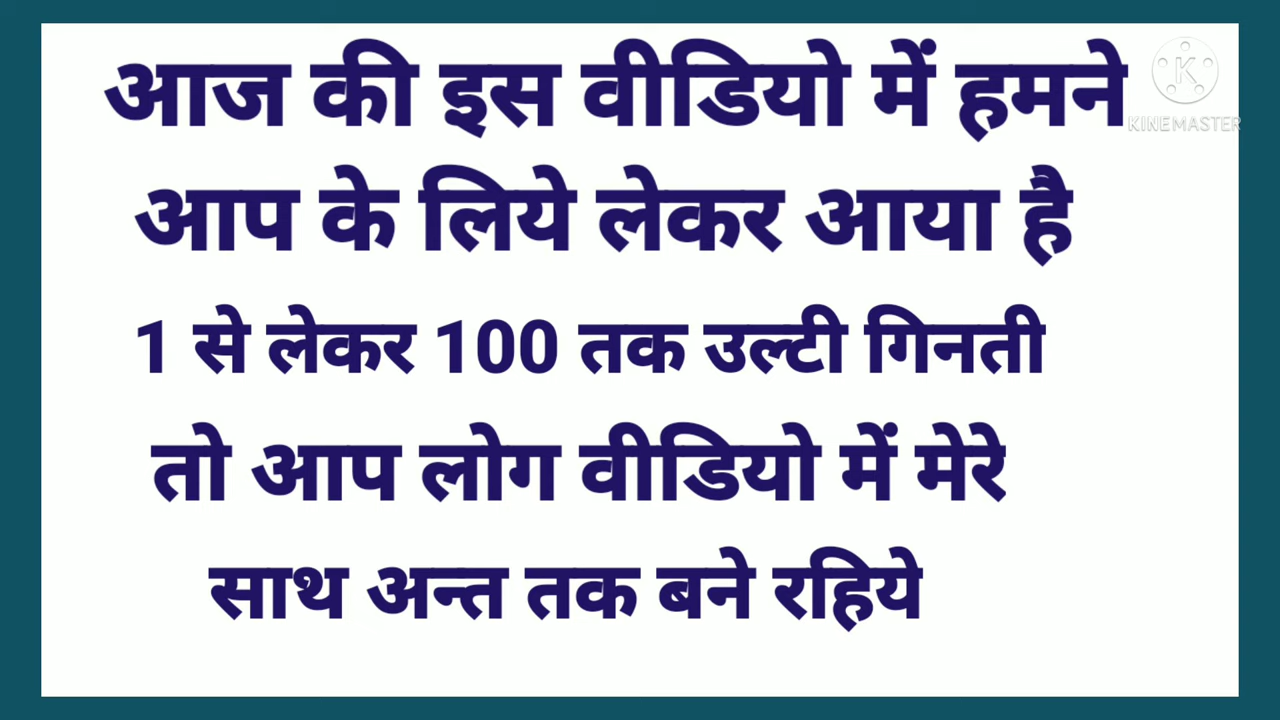 आज की इस वीडियो में हमने
KINEMASTER
आप के लिये लेकर आया है
1 से लेकर 100 तक उल्टी गिनती
तो आप लोग वीडियो में मेरे
साथ अन्त तक बने रहिये